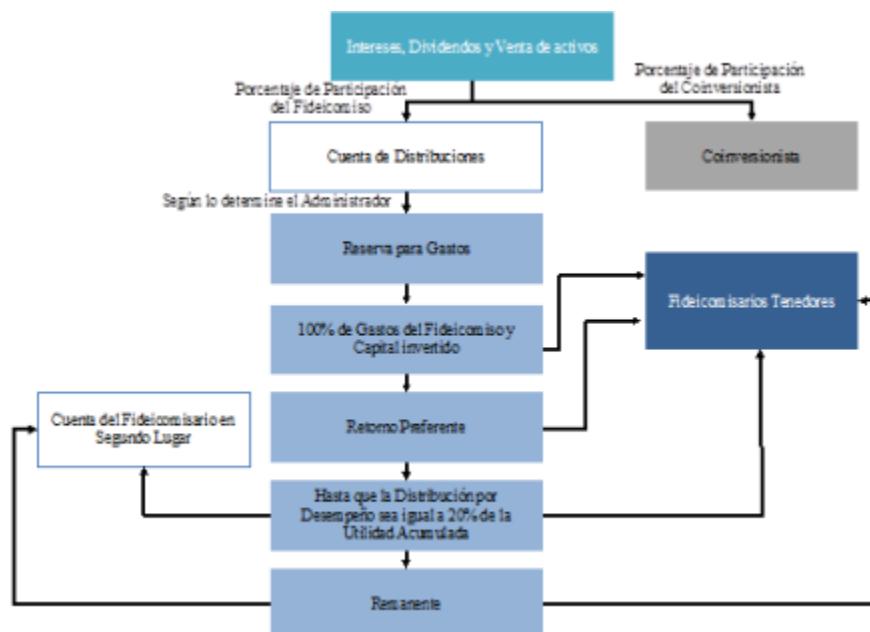 Intereses, Dividendos y Venta de activos
Porcentaje de Participación
del Fideicomiso
Porcentaje de Participación
del Coinversionista
Cuenta de Distribuciones
Coinversionista
Según lo determine el Administrador
Reserva para Gastos
Fideicomisarios Tenedores
100% de Gastos del Fideicomiso y
Capital invertido
Cuenta del Fideicomisario en
Segundo Lugar
Retorno Preferente
Hasta que la Distribución por
Desempeño sea igual a 20% de la
Utilidad Acumulada
Remanente